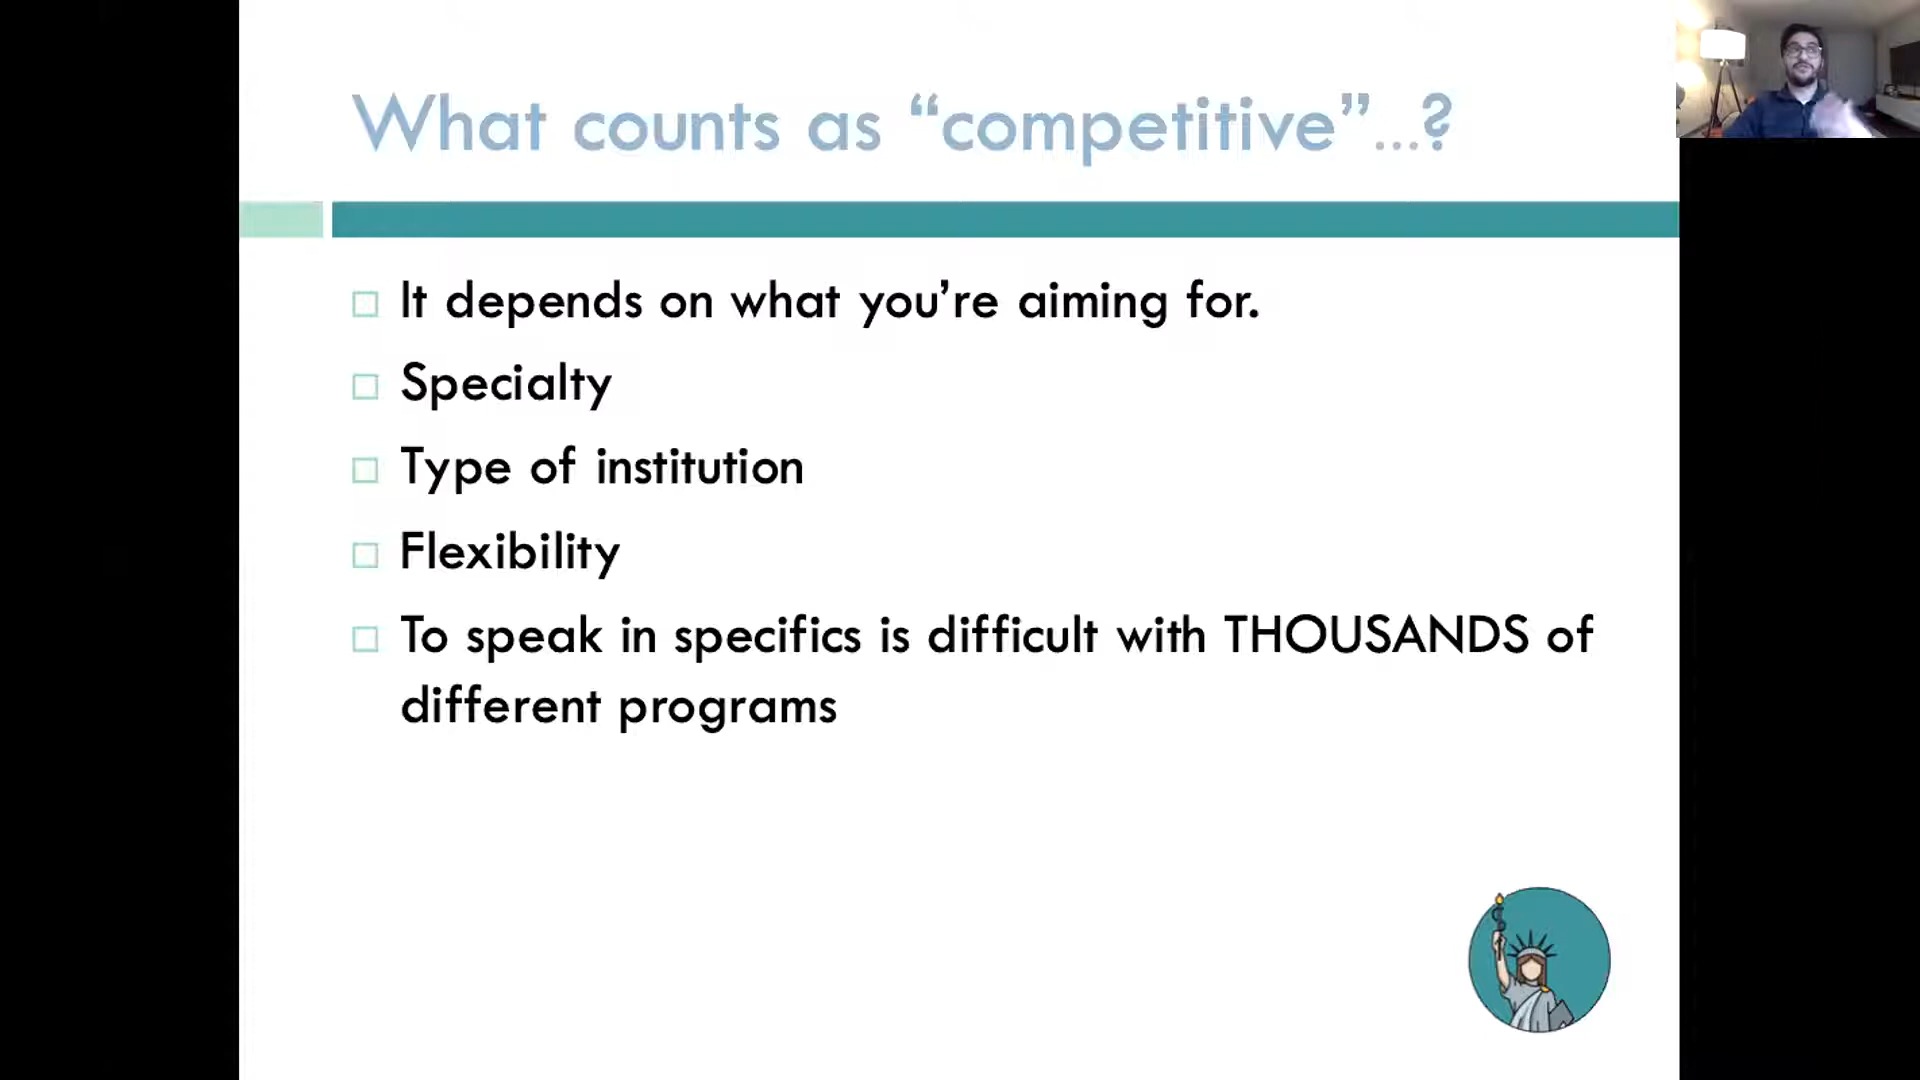 What counts as “competitive”...?
It depends on what you’re aiming for.
Specialty
Type of institution
Flexibility
To speak in specifics is difficult with THOUSANDS of
different programs